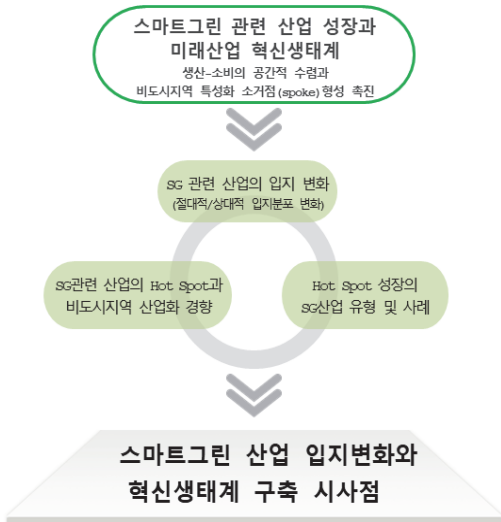 스마트그린 관련 산업 성장과
미래산업 혁신생태계
생산-소비의 공간적 수렴과
비도시지역 특성화 소거점(spoke)형성 촉진
SG 관련 산업의 입지 변화
(절대적/상대적 입지분포 변화)
SG관련 산업의 Hot Spot과
비도시지역 산업화 경향
Hot Spot 성장의
SG산업 유형 및 사례
스마트그린 산업 입지변화와
혁신생태계 구축 시사점